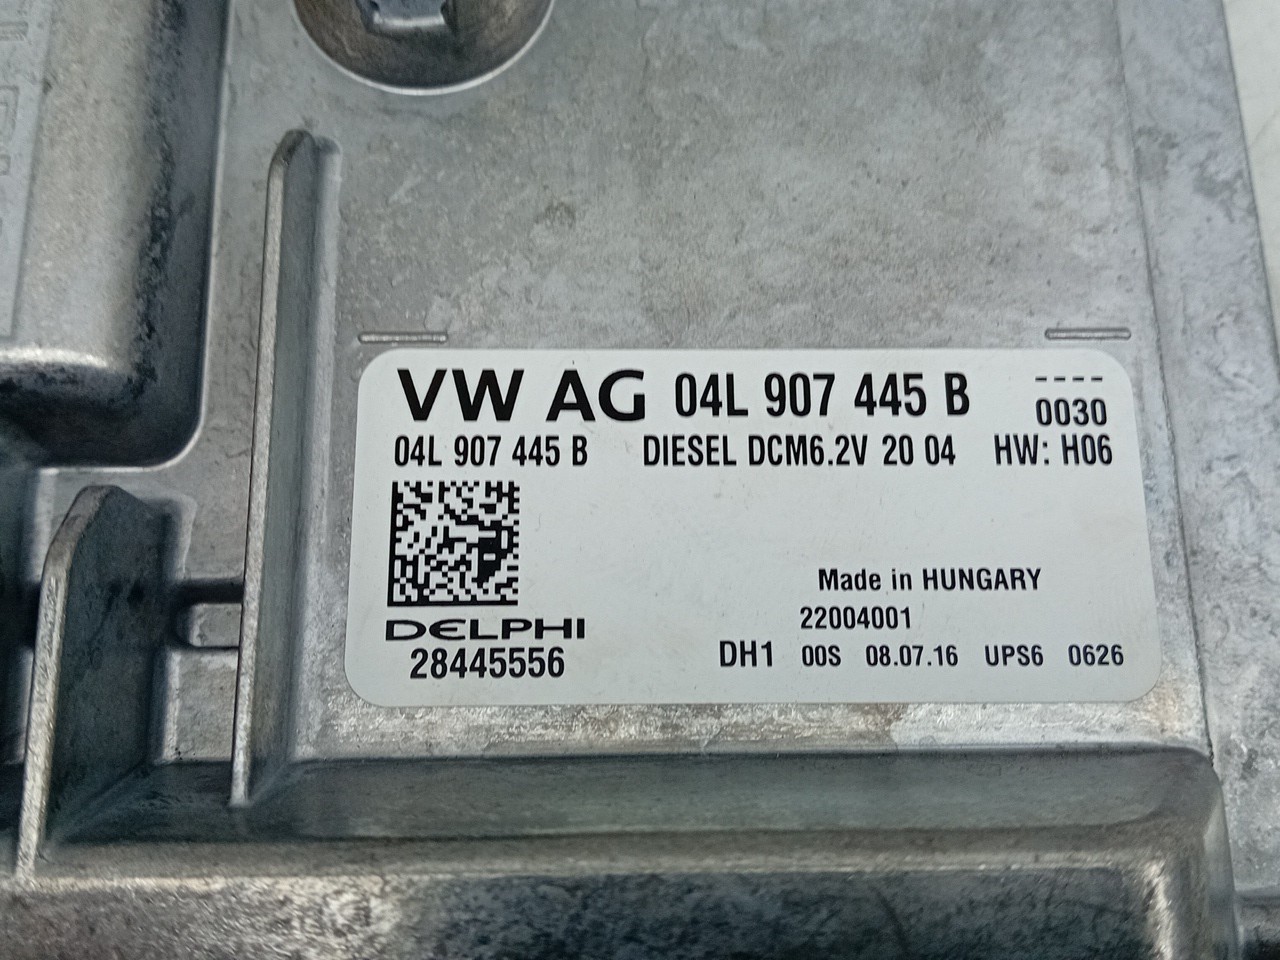 VW AG 04L 907 445 B ----
0030
04L 907 445 B DIESEL DCM6.2V 20 04 HW: H06
Made in HUNGARY
22004001
DELPHI
28445556 DH1 00S 08.07.16 UPS6 0626